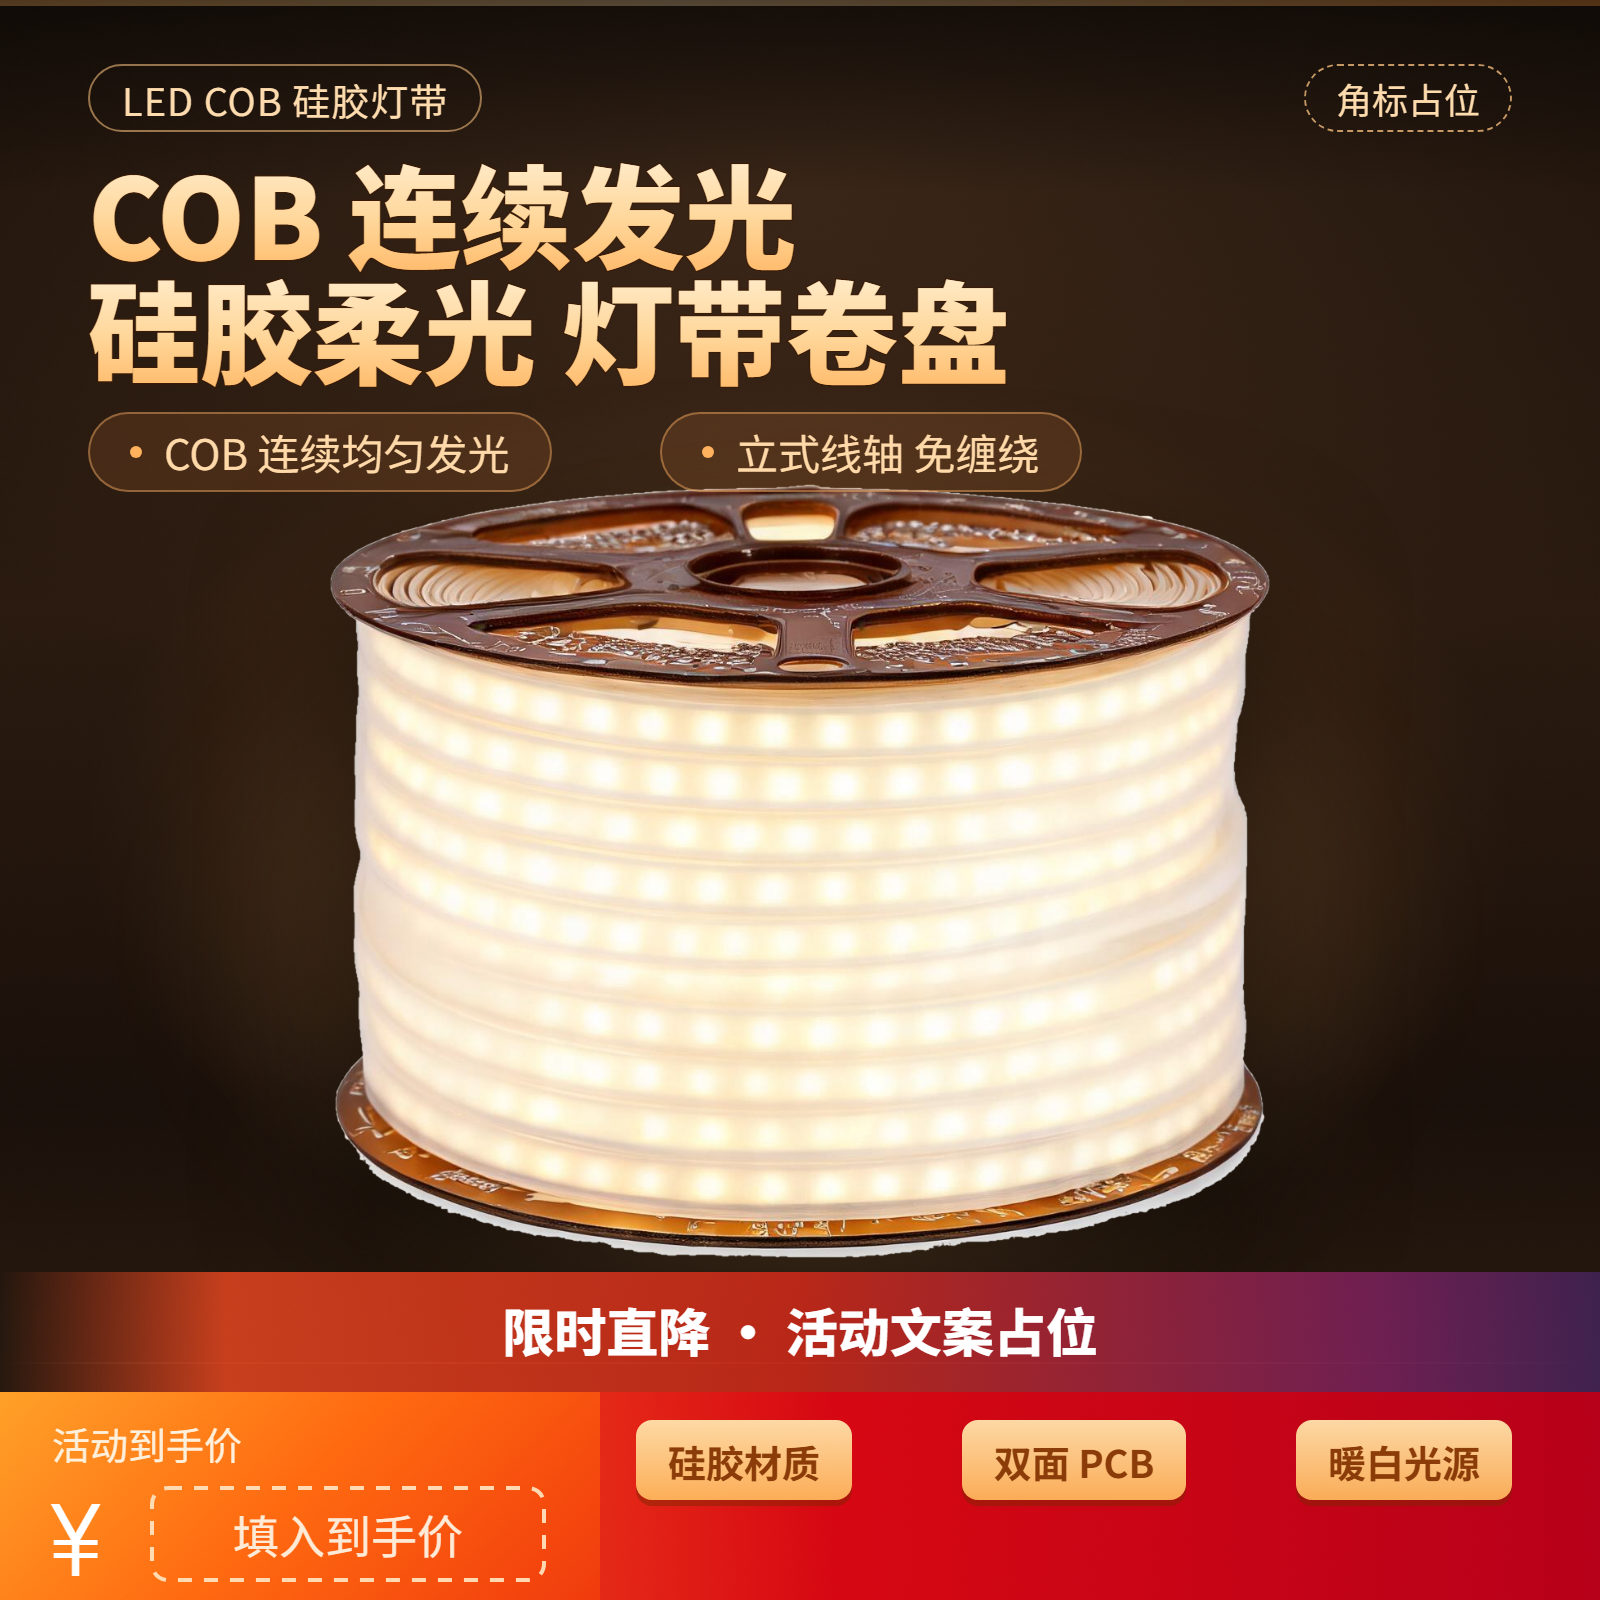 LED COB 硅胶灯带
角标占位
COB 连续发光
硅胶柔光 灯带卷盘
COB 连续均匀发光
立式线轴 免缠绕
限时直降 · 活动文案占位
活动到手价
¥
填入到手价
硅胶材质
双面 PCB
暖白光源